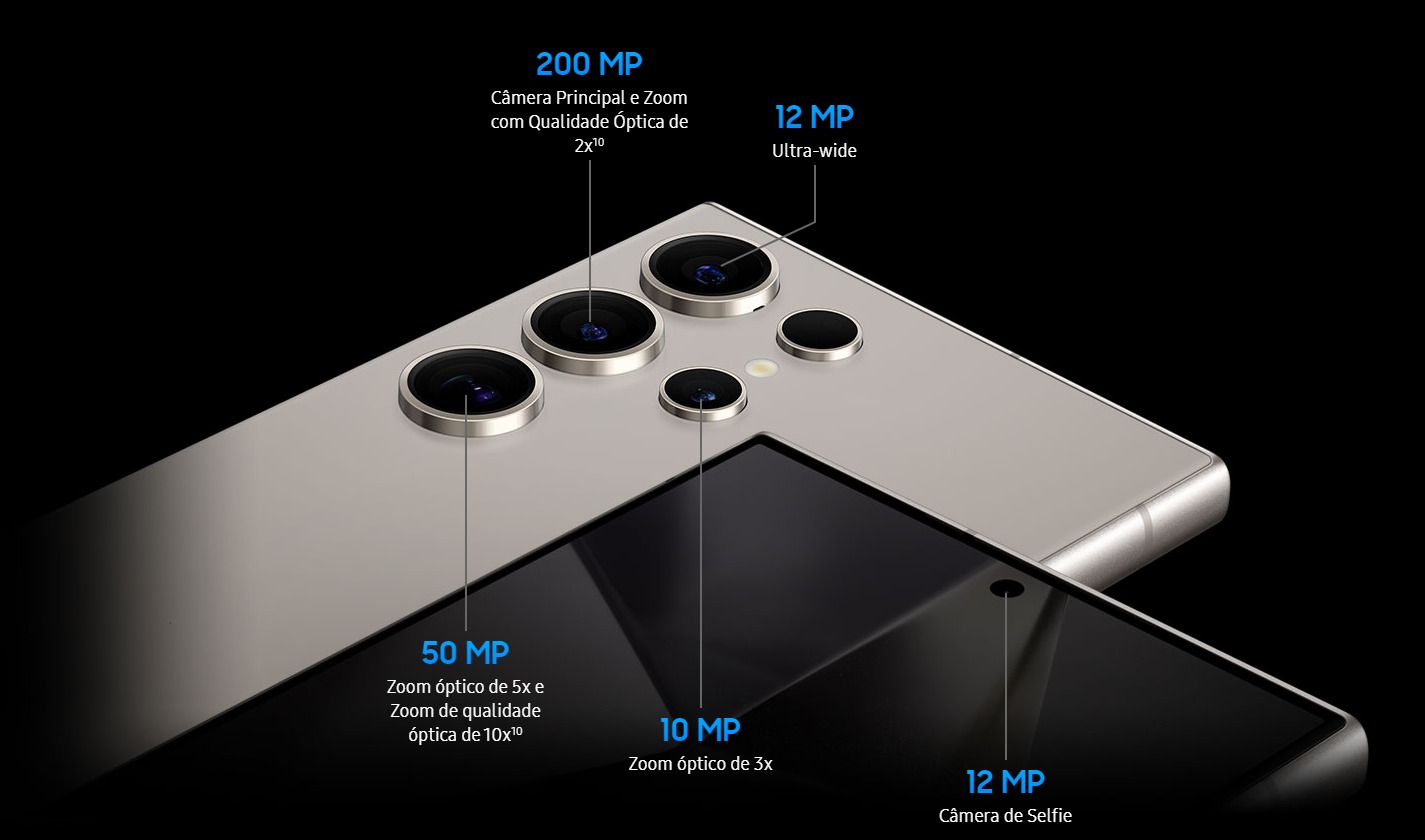 200 MP
Câmera Principal e Zoom
com Qualidade Óptica de
2x¹⁰
12 MP
Ultra-wide
50 MP
Zoom óptico de 5x e
Zoom de qualidade
óptica de 10x¹⁰
10 MP
Zoom óptico de 3x
12 MP
Câmera de Selfie